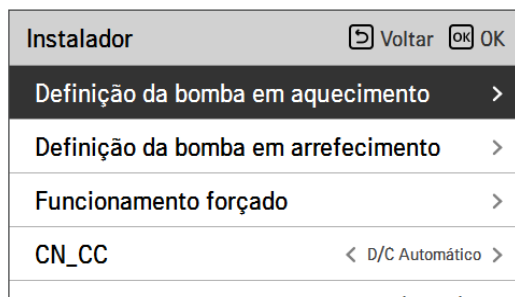 Instalador Voltar OK OK
Definição da bomba em aquecimento
Definição da bomba em arrefecimento
Funcionamento forçado
CN_CC D/C Automático